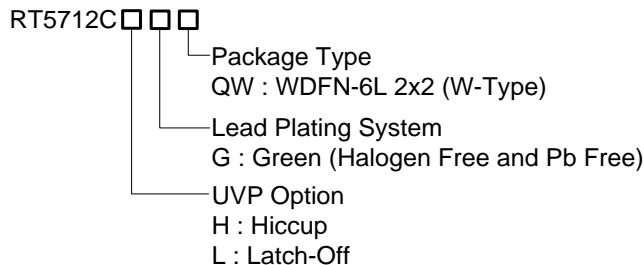 RT5712C□□□
Package Type
QW : WDFN-6L 2x2 (W-Type)
Lead Plating System
G : Green (Halogen Free and Pb Free)
UVP Option
H : Hiccup
L : Latch-Off